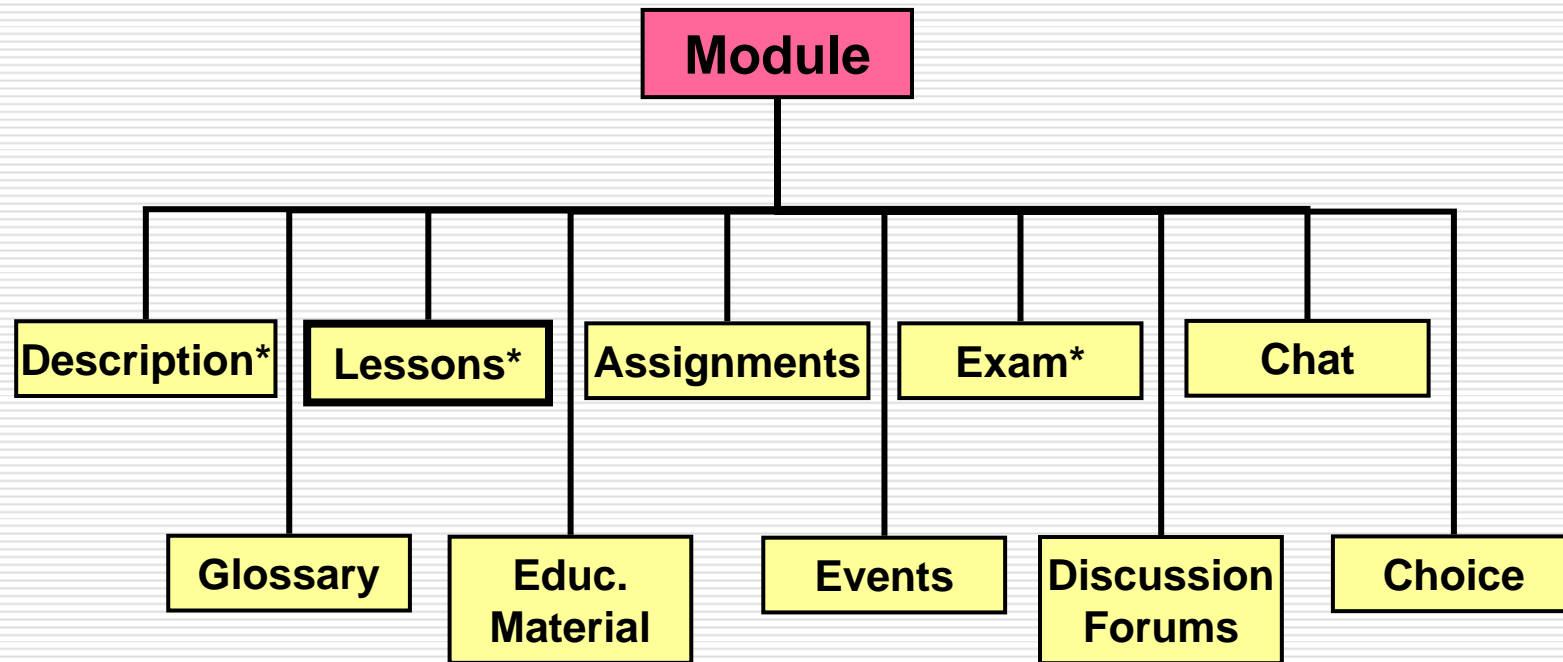 Module
Description*
Lessons*
Assignments
Exam*
Chat
Glossary
Educ.
Material
Events
Discussion
Forums
Choice